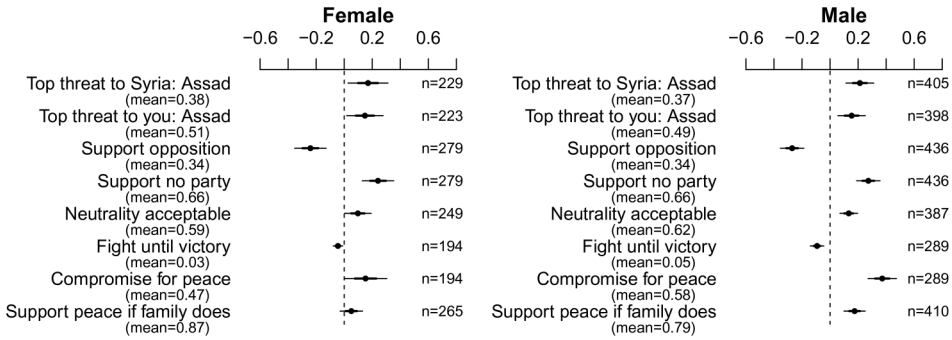 Female
−0.6 −0.2 0.2 0.6
Top threat to Syria: Assad n=229
(mean=0.38)
Top threat to you: Assad n=223
(mean=0.51)
Support opposition n=279
(mean=0.34)
Support no party n=279
(mean=0.66)
Neutrality acceptable n=249
(mean=0.59)
Fight until victory n=194
(mean=0.03)
Compromise for peace n=194
(mean=0.47)
Support peace if family does n=265
(mean=0.87)
Male
−0.6 −0.2 0.2 0.6
Top threat to Syria: Assad n=405
(mean=0.37)
Top threat to you: Assad n=398
(mean=0.49)
Support opposition n=436
(mean=0.34)
Support no party n=436
(mean=0.66)
Neutrality acceptable n=387
(mean=0.62)
Fight until victory n=289
(mean=0.05)
Compromise for peace n=289
(mean=0.58)
Support peace if family does n=410
(mean=0.79)